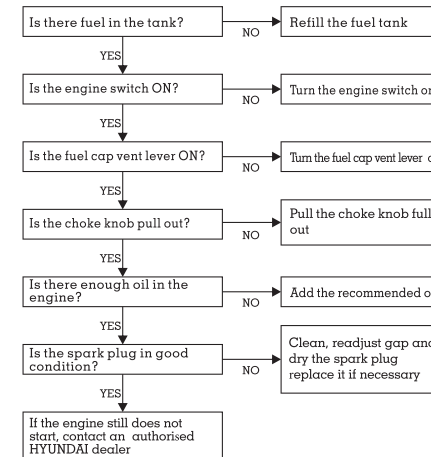 Is there fuel in the tank?
NO
Refill the fuel tank
YES
Is the engine switch ON?
NO
Turn the engine switch
YES
Is the fuel cap vent lever ON?
NO
Turn the fuel cap vent lever
YES
Is the choke knob pull out?
NO
Pull the choke knob full
out
YES
Is there enough oil in the
engine?
NO
Add the recommended
YES
Is the spark plug in good
condition?
NO
Clean, readjust gap
dry the spark plug
replace it if necessary
YES
If the engine still does not
start, contact an authorised
HYUNDAI dealer